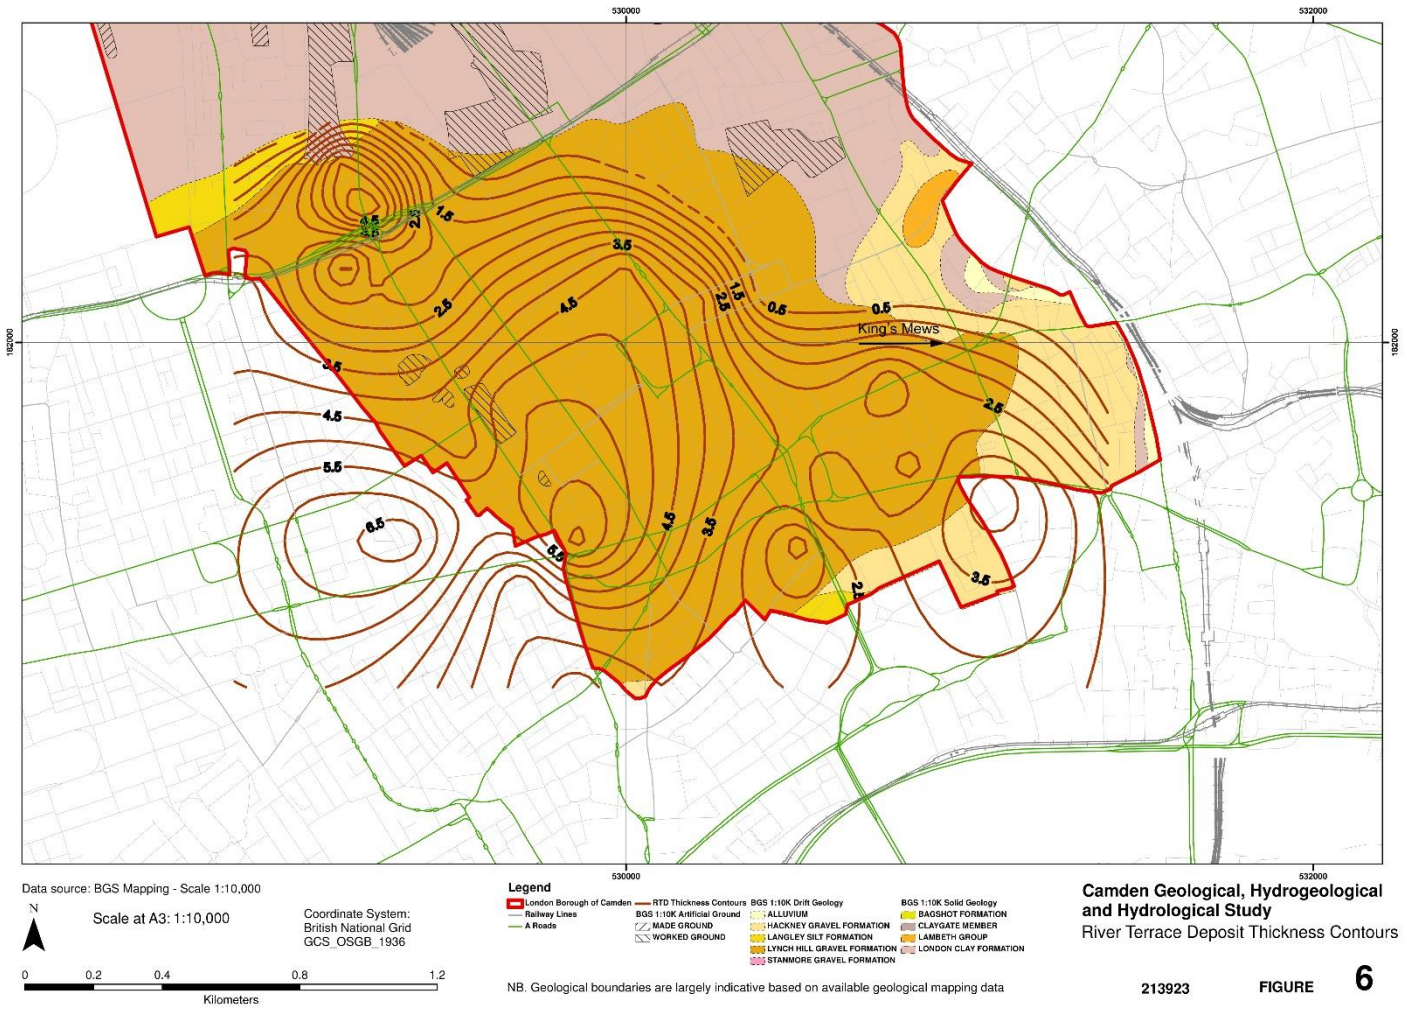 530000
532000
4.5
4.5
2.5
1.5
3.5
2.5
4.5
1.5
2.5
0.5
0.5
King's Mews
182000
182000
3.5
4.5
2.5
5.5
6.5
4.5
3.5
5.5
3.5
2.5
530000
532000
Data source: BGS Mapping - Scale 1:10,000
N
Scale at A3: 1:10,000
Coordinate System:
British National Grid
GCS_OSGB_1936
0 0.2 0.4 0.8 1.2
Kilometers
Legend
London Borough of Camden
Railway Lines
A Roads
RTD Thickness Contours
BGS 1:10K Artificial Ground
MADE GROUND
WORKED GROUND
BGS 1:10K Drift Geology
ALLUVIUM
HACKNEY GRAVEL FORMATION
LANGLEY SILT FORMATION
LYNCH HILL GRAVEL FORMATION
STANMORE GRAVEL FORMATION
BGS 1:10K Solid Geology
BAGSHOT FORMATION
CLAYGATE MEMBER
LAMBETH GROUP
LONDON CLAY FORMATION
NB. Geological boundaries are largely indicative based on available geological mapping data
Camden Geological, Hydrogeological
and Hydrological Study
River Terrace Deposit Thickness Contours
213923 FIGURE 6